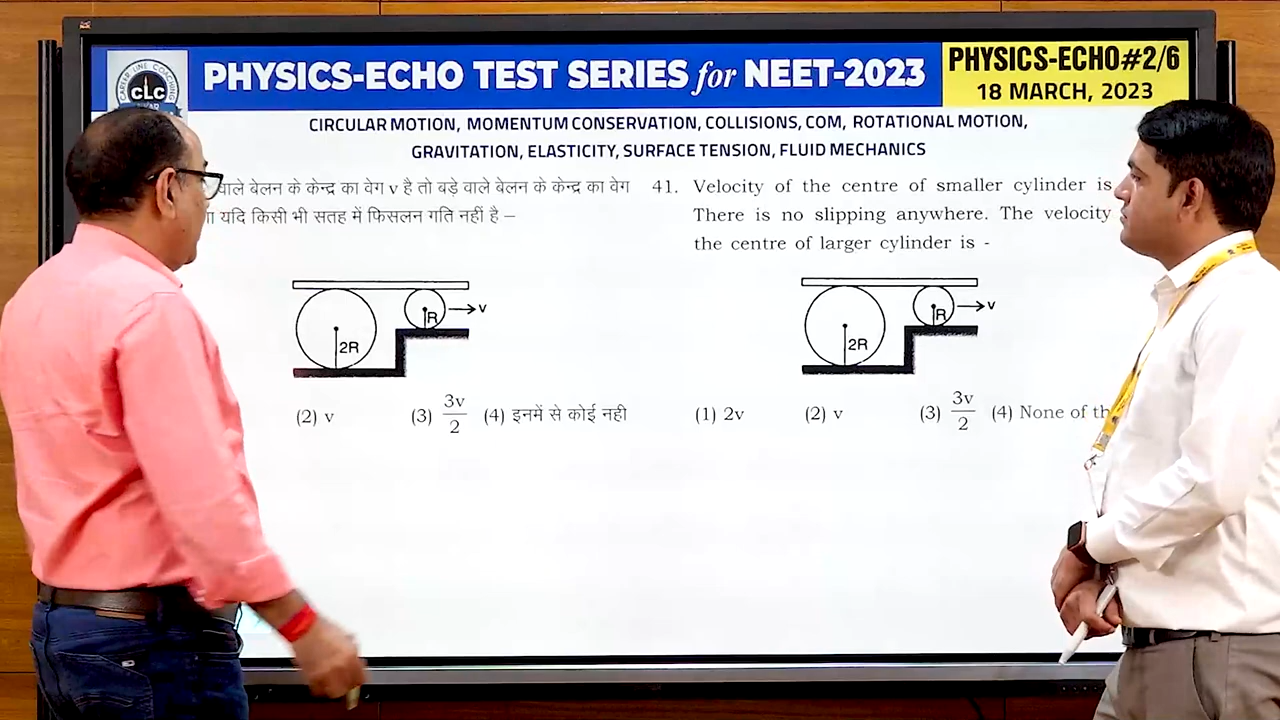 PHYSICS-ECHO TEST SERIES for NEET-2023
PHYSICS-ECHO#2/6
18 MARCH, 2023
CLC
CIRCULAR MOTION, MOMENTUM CONSERVATION, COLLISIONS, COM, ROTATIONAL MOTION,
GRAVITATION, ELASTICITY, SURFACE TENSION, FLUID MECHANICS
वाले बेलन के केन्द्र का वेग v है तो बड़े वाले बेलन के केन्द्र का वेग
यदि किसी भी सतह में फिसलन गति नहीं है –
R
v
2R
(2) v (3) 3v/2 (4) इनमें से कोई नही
41. Velocity of the centre of smaller cylinder is
There is no slipping anywhere. The velocity
the centre of larger cylinder is -
R
v
2R
(1) 2v (2) v (3) 3v/2 (4) None of